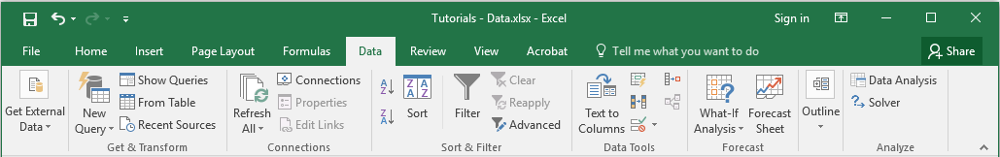 Tutorials - Data.xlsx - Excel
Sign in
File Home Insert Page Layout Formulas Data Review View Acrobat Tell me what you want to do Share
Get External
Data
New
Query
Show Queries
From Table
Recent Sources
Get & Transform
Refresh
All
Connections
Properties
Edit Links
Connections
A
Z
Z
A
Z A
A Z
Sort
Filter
Clear
Reapply
Advanced
Sort & Filter
Text to
Columns
Data Tools
What-If
Analysis
Forecast
Sheet
Forecast
Outline
Data Analysis
Solver
Analyze